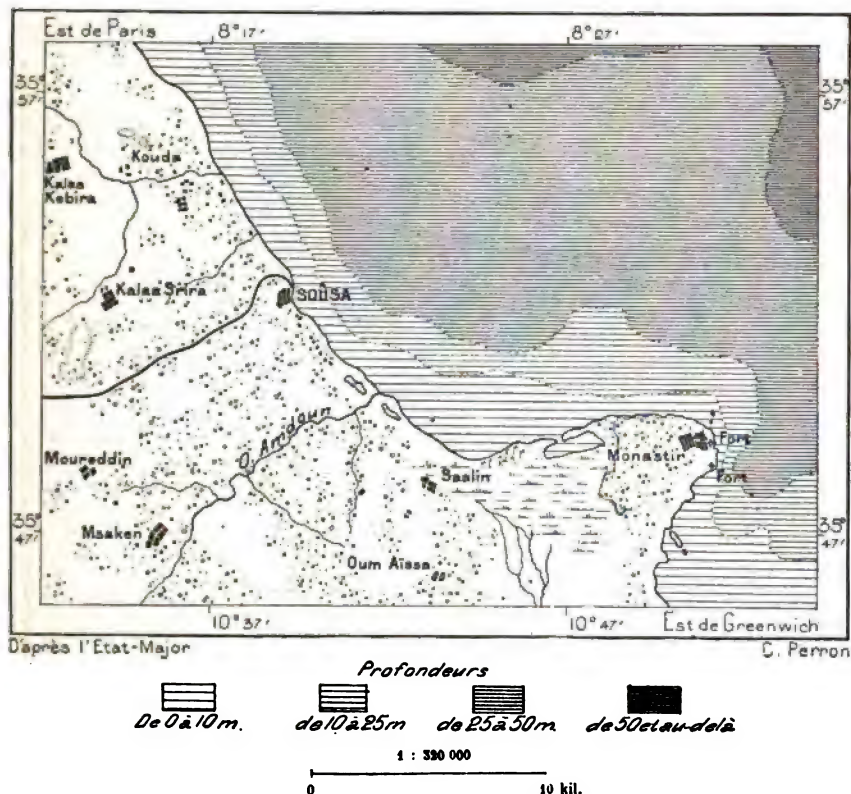 Est de Paris 8° 17' 8° 27'
35° 57' 35° 57'
Kouda
Kalaa Kebira
Kalaa Srira
SOÛSA
O. Amdoun
Moureddin
Monastir
Fort
Fort
Saalin
Msaken
35° 47' 35° 47'
Oum Aïssa
10° 37' 10° 47' Est de Greenwich
D'après l'Etat-Major C. Perron
Profondeurs
De 0 à 10 m. de 10 à 25m de 25 à 50 m. de 50 et au-delà
1 : 320 000
0 10 kil.